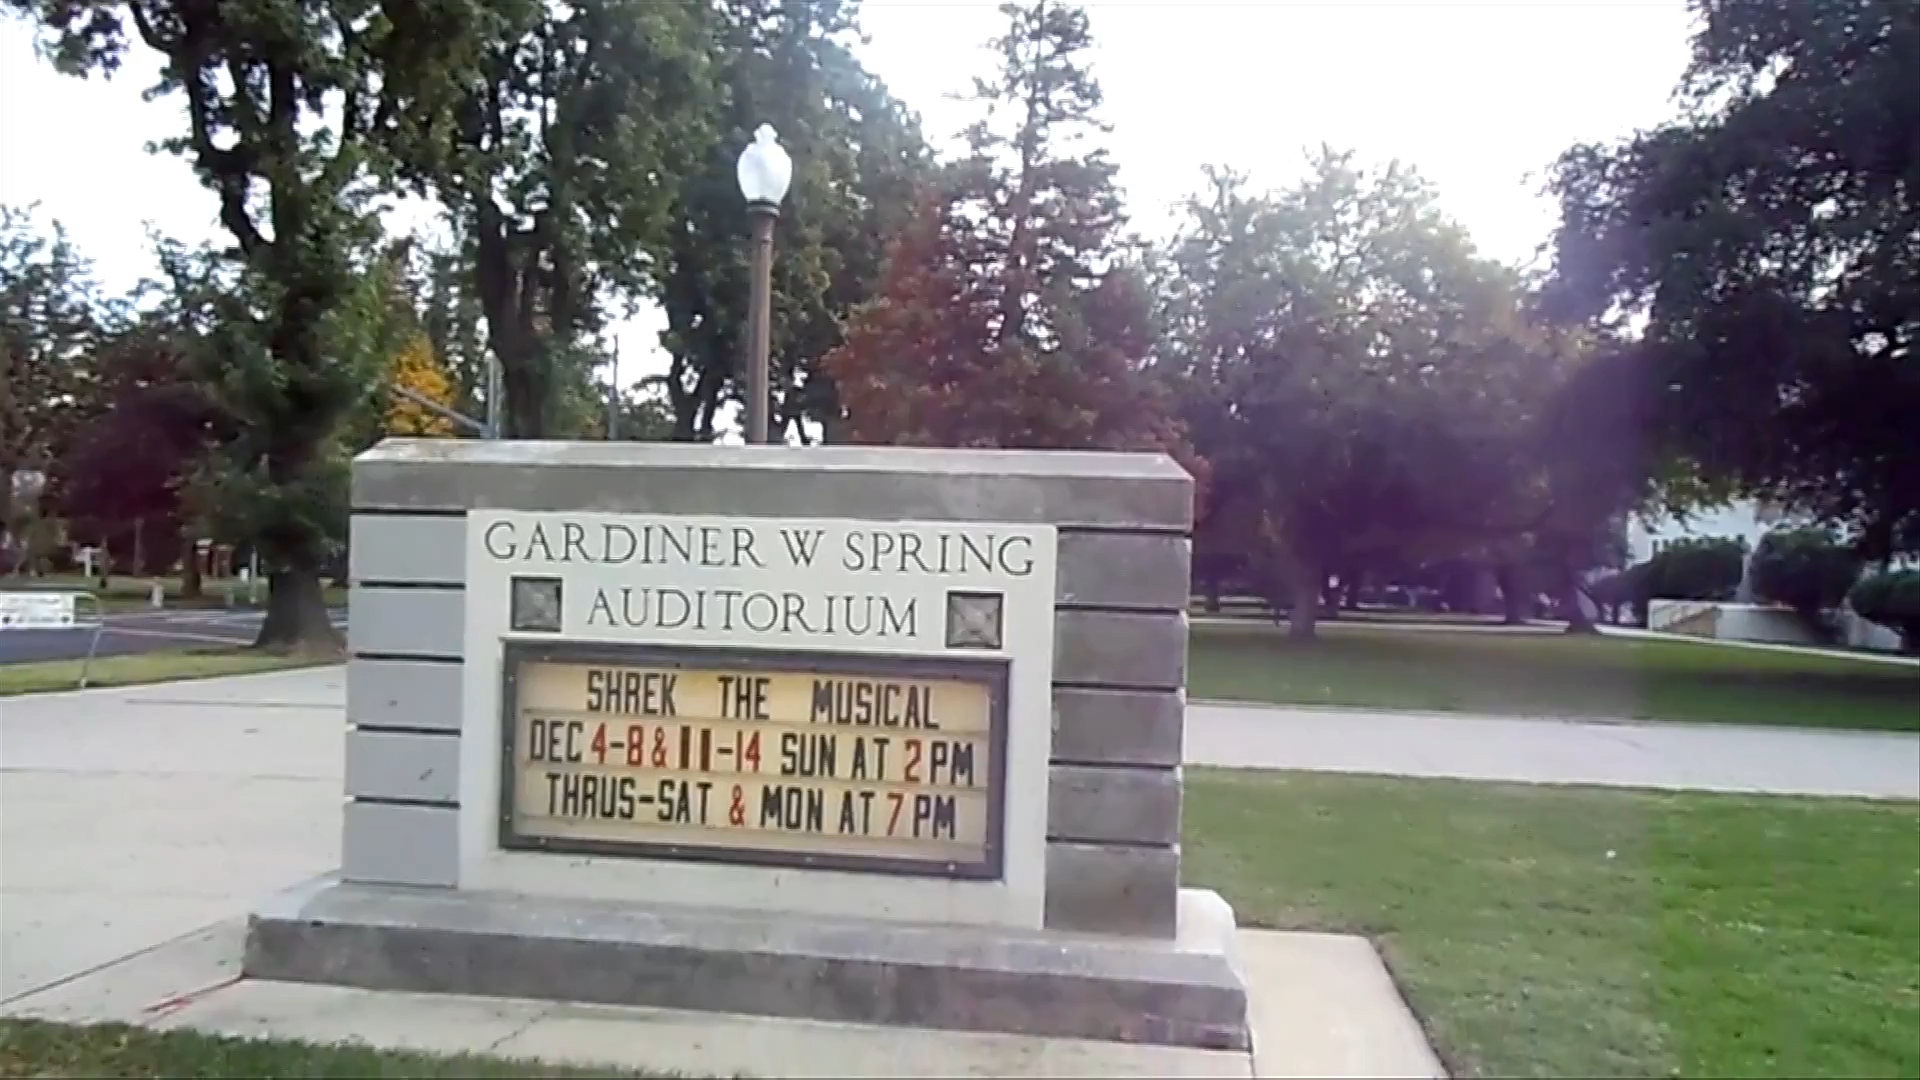 GARDINER W SPRING
AUDITORIUM
SHREK THE MUSICAL
DEC 4-8 & 11-14 SUN AT 2 PM
THRUS-SAT & MON AT 7 PM